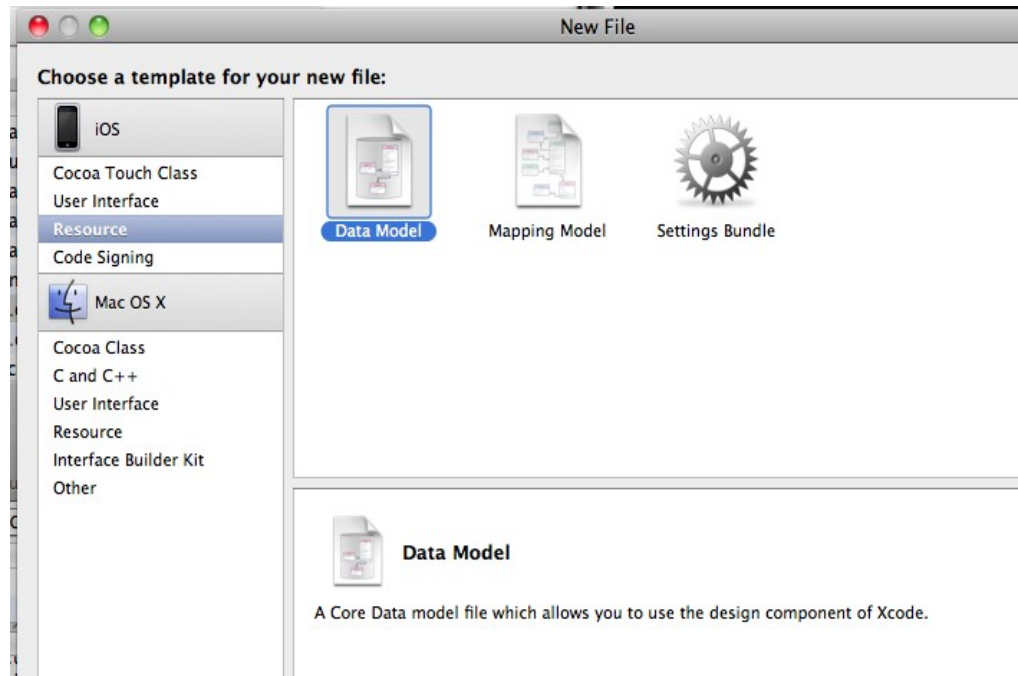 New File
Choose a template for your new file:
iOS
Cocoa Touch Class
User Interface
Resource
Code Signing
Mac OS X
Cocoa Class
C and C++
User Interface
Resource
Interface Builder Kit
Other
Data Model
Mapping Model
Settings Bundle
Data Model
A Core Data model file which allows you to use the design component of Xcode.